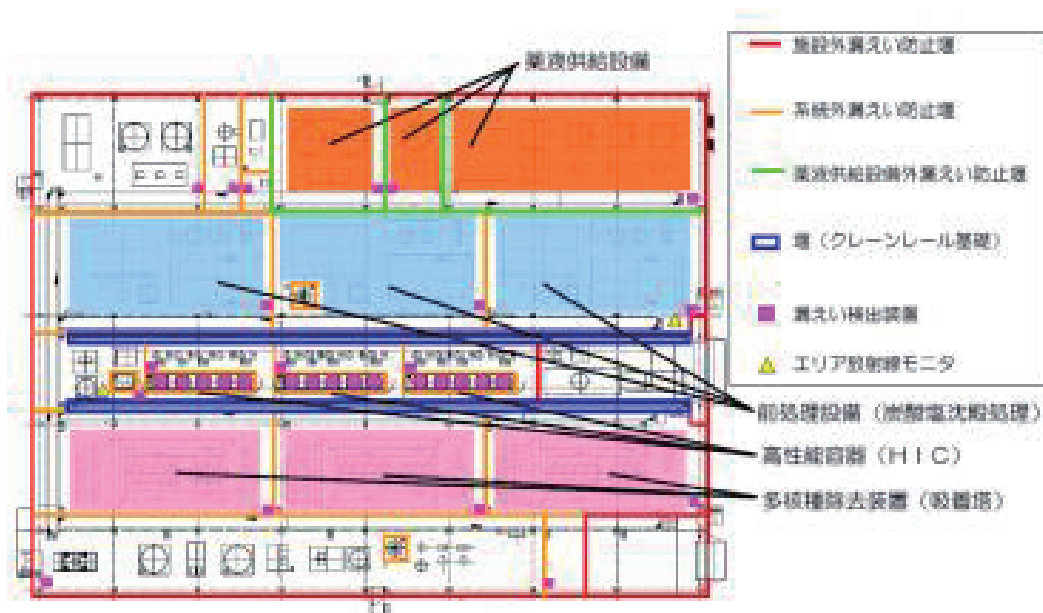 薬液供給設備
施設外漏えい防止堰
系統外漏えい防止堰
薬液供給設備外漏えい防止堰
堰（クレーンレール基礎）
漏えい検出装置
エリア放射線モニタ
前処理設備（炭酸塩沈殿処理）
高性能容器（ＨＩＣ）
多核種除去装置（吸着塔）